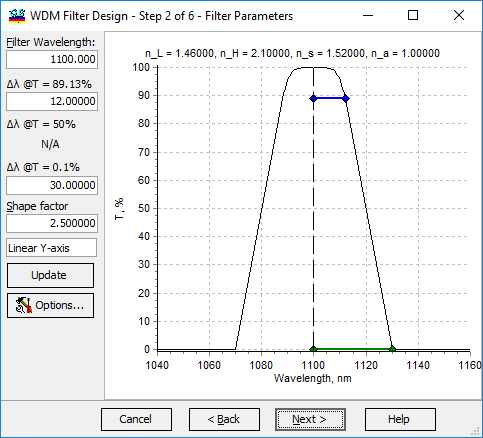 WDM Filter Design - Step 2 of 6 - Filter Parameters
Filter Wavelength:
1100.000
Δλ @T = 89.13%
12.00000
Δλ @T = 50%
N/A
Δλ @T = 0.1%
30.00000
Shape factor
2.500000
Linear Y-axis
Update
Options...
n_L = 1.46000, n_H = 2.10000, n_s = 1.52000, n_a = 1.00000
T, %
100
90
80
70
60
50
40
30
20
10
0
1040 1060 1080 1100 1120 1140 1160
Wavelength, nm
Cancel < Back Next > Help